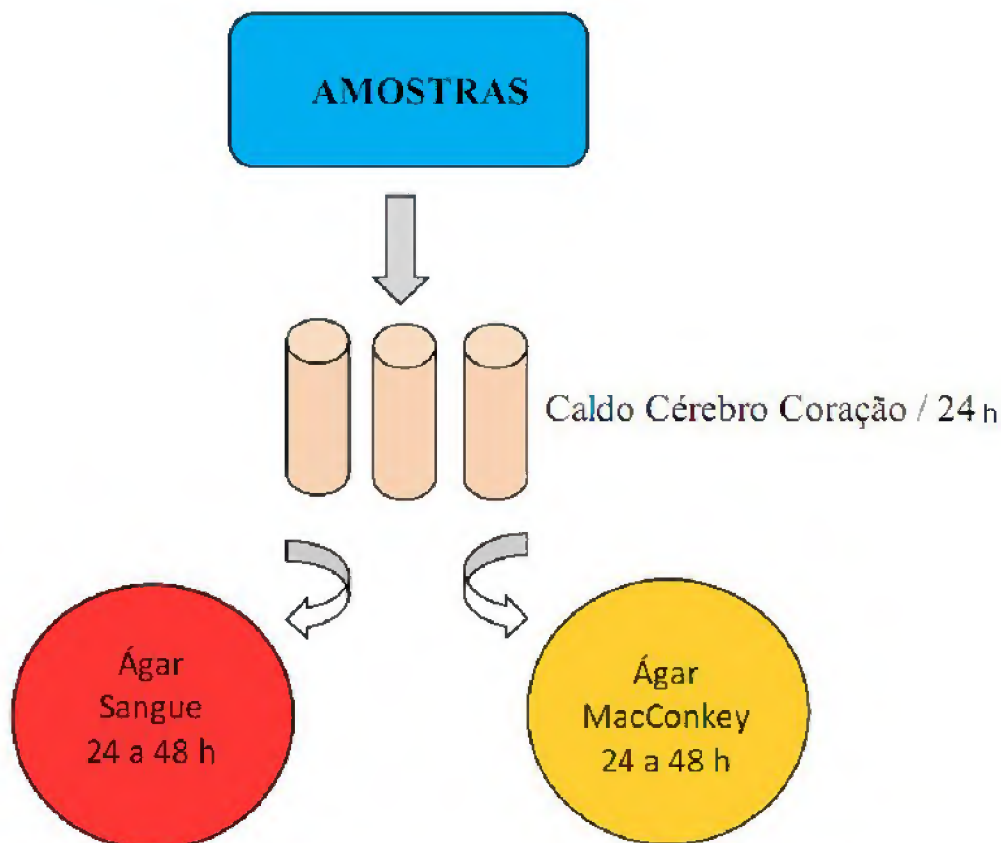 AMOSTRAS
Caldo Cérebro Coração / 24 h
Ágar
Sangue
24 a 48 h
Ágar
MacConkey
24 a 48 h